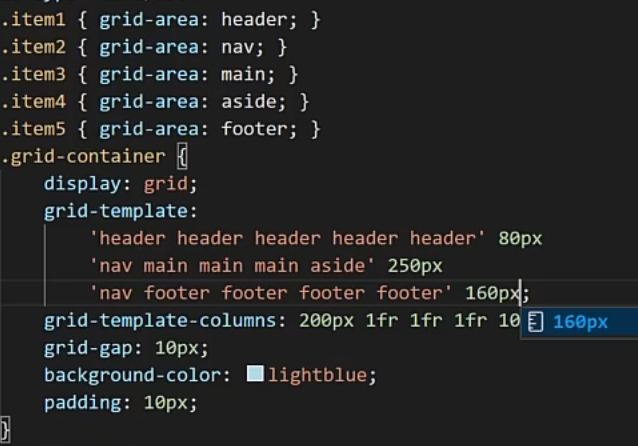 .item1 { grid-area: header; }
.item2 { grid-area: nav; }
.item3 { grid-area: main; }
.item4 { grid-area: aside; }
.item5 { grid-area: footer; }
.grid-container {
    display: grid;
    grid-template:
        'header header header header header' 80px
        'nav main main main aside' 250px
        'nav footer footer footer footer' 160px;
    grid-template-columns: 200px 1fr 1fr 1fr 10
160px
    grid-gap: 10px;
    background-color: lightblue;
    padding: 10px;
}